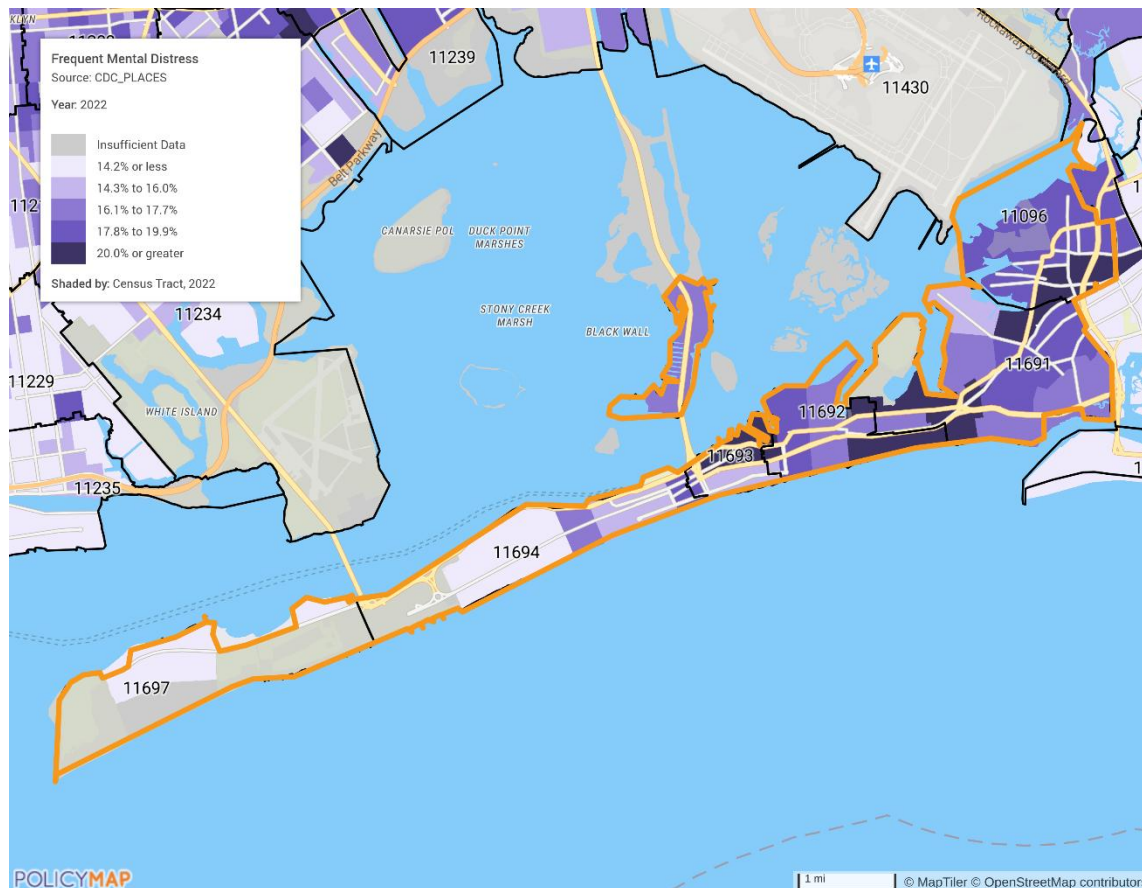 KLYN
11239
Rockaway Boulevard
11430
Frequent Mental Distress
Source: CDC_PLACES
Year: 2022
Insufficient Data
14.2% or less
14.3% to 16.0%
16.1% to 17.7%
17.8% to 19.9%
20.0% or greater
Shaded by: Census Tract, 2022
Belt Parkway
CANARSIE POL
DUCK POINT
MARSHES
11096
STONY CREEK
MARSH
BLACK WALL
11234
11229
WHITE ISLAND
11691
11692
11693
11235
11694
11697
POLICYMAP
1 mi
© MapTiler © OpenStreetMap contributor